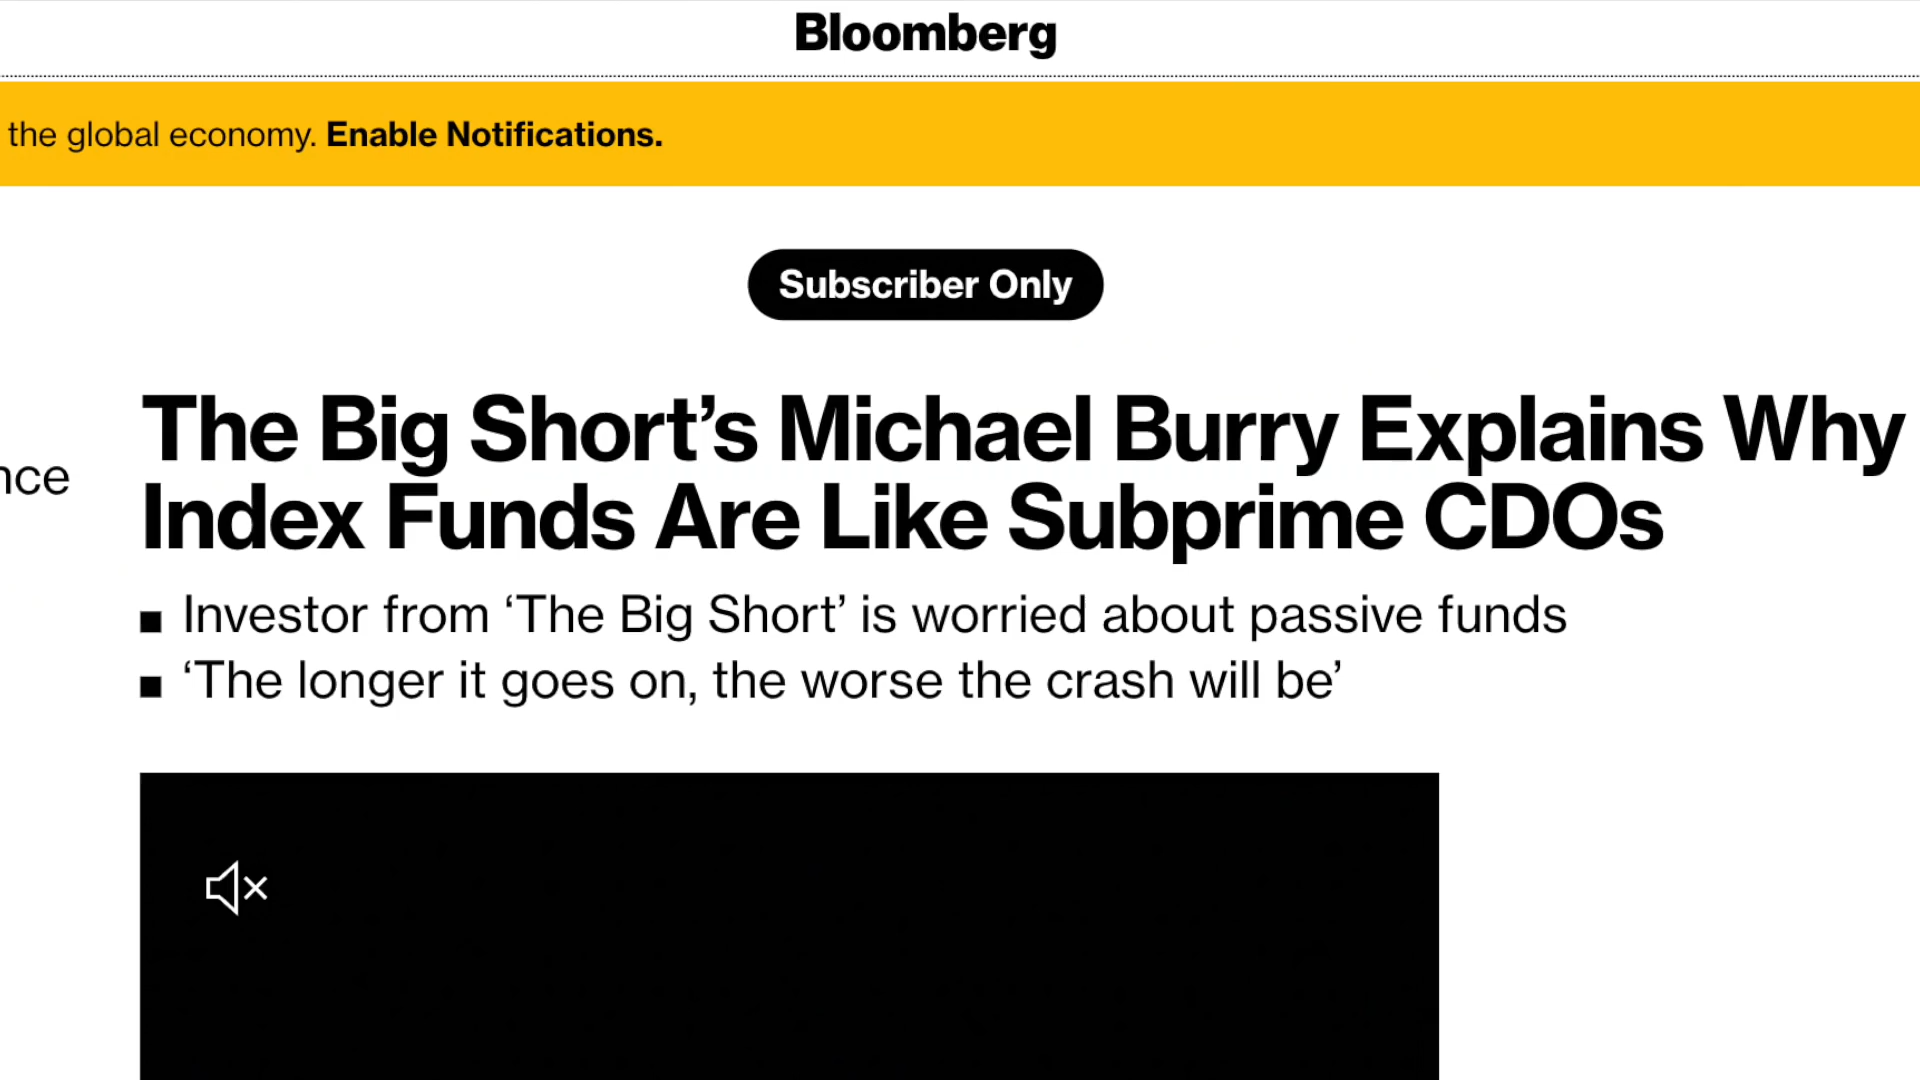 Bloomberg
the global economy. Enable Notifications.
Subscriber Only
The Big Short’s Michael Burry Explains Why
nce
Index Funds Are Like Subprime CDOs
■ Investor from ‘The Big Short’ is worried about passive funds
■ ‘The longer it goes on, the worse the crash will be’